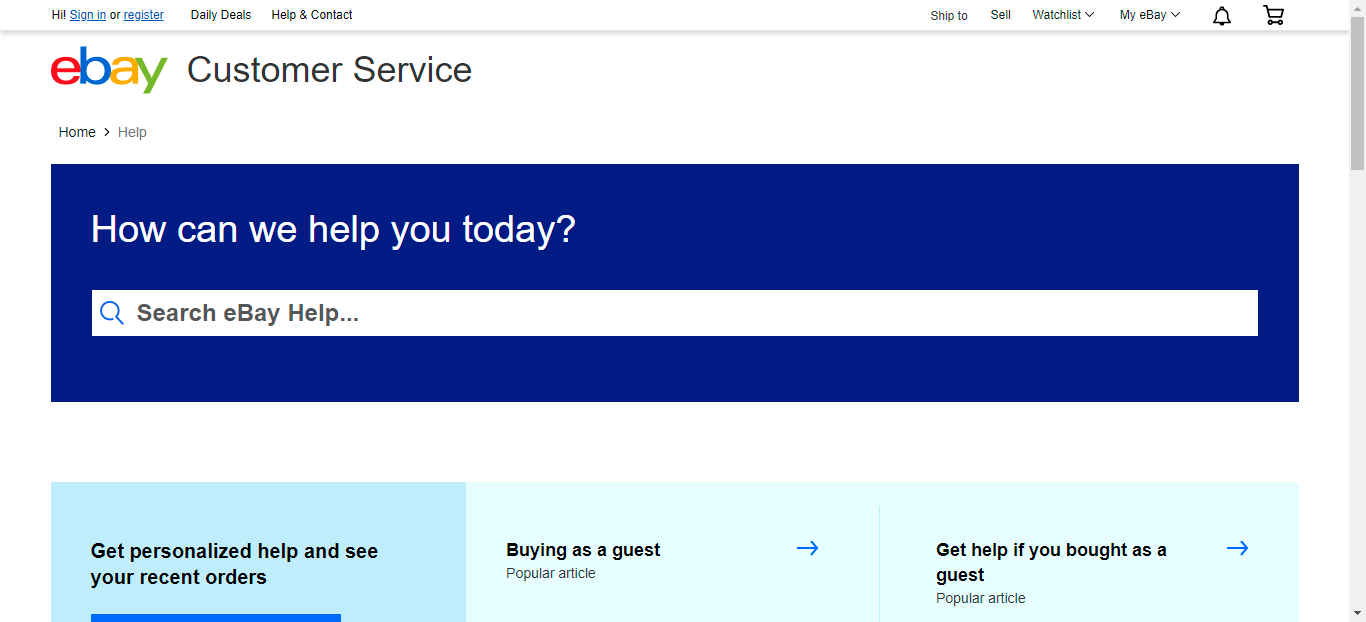 Hi! Sign in or register Daily Deals Help & Contact Ship to Sell Watchlist My eBay
ebay Customer Service
Home > Help
How can we help you today?
Search eBay Help...
Get personalized help and see
your recent orders
Buying as a guest
Popular article
Get help if you bought as a
guest
Popular article